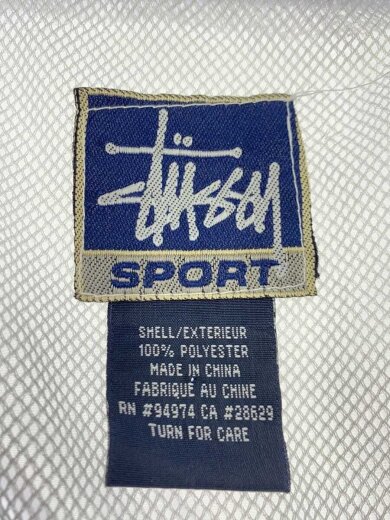 Stüssy
SPORT
SHELL/EXTERIEUR
100% POLYESTER
MADE IN CHINA
FABRIQUÉ AU CHINE
RN #94974 CA #28629
TURN FOR CARE